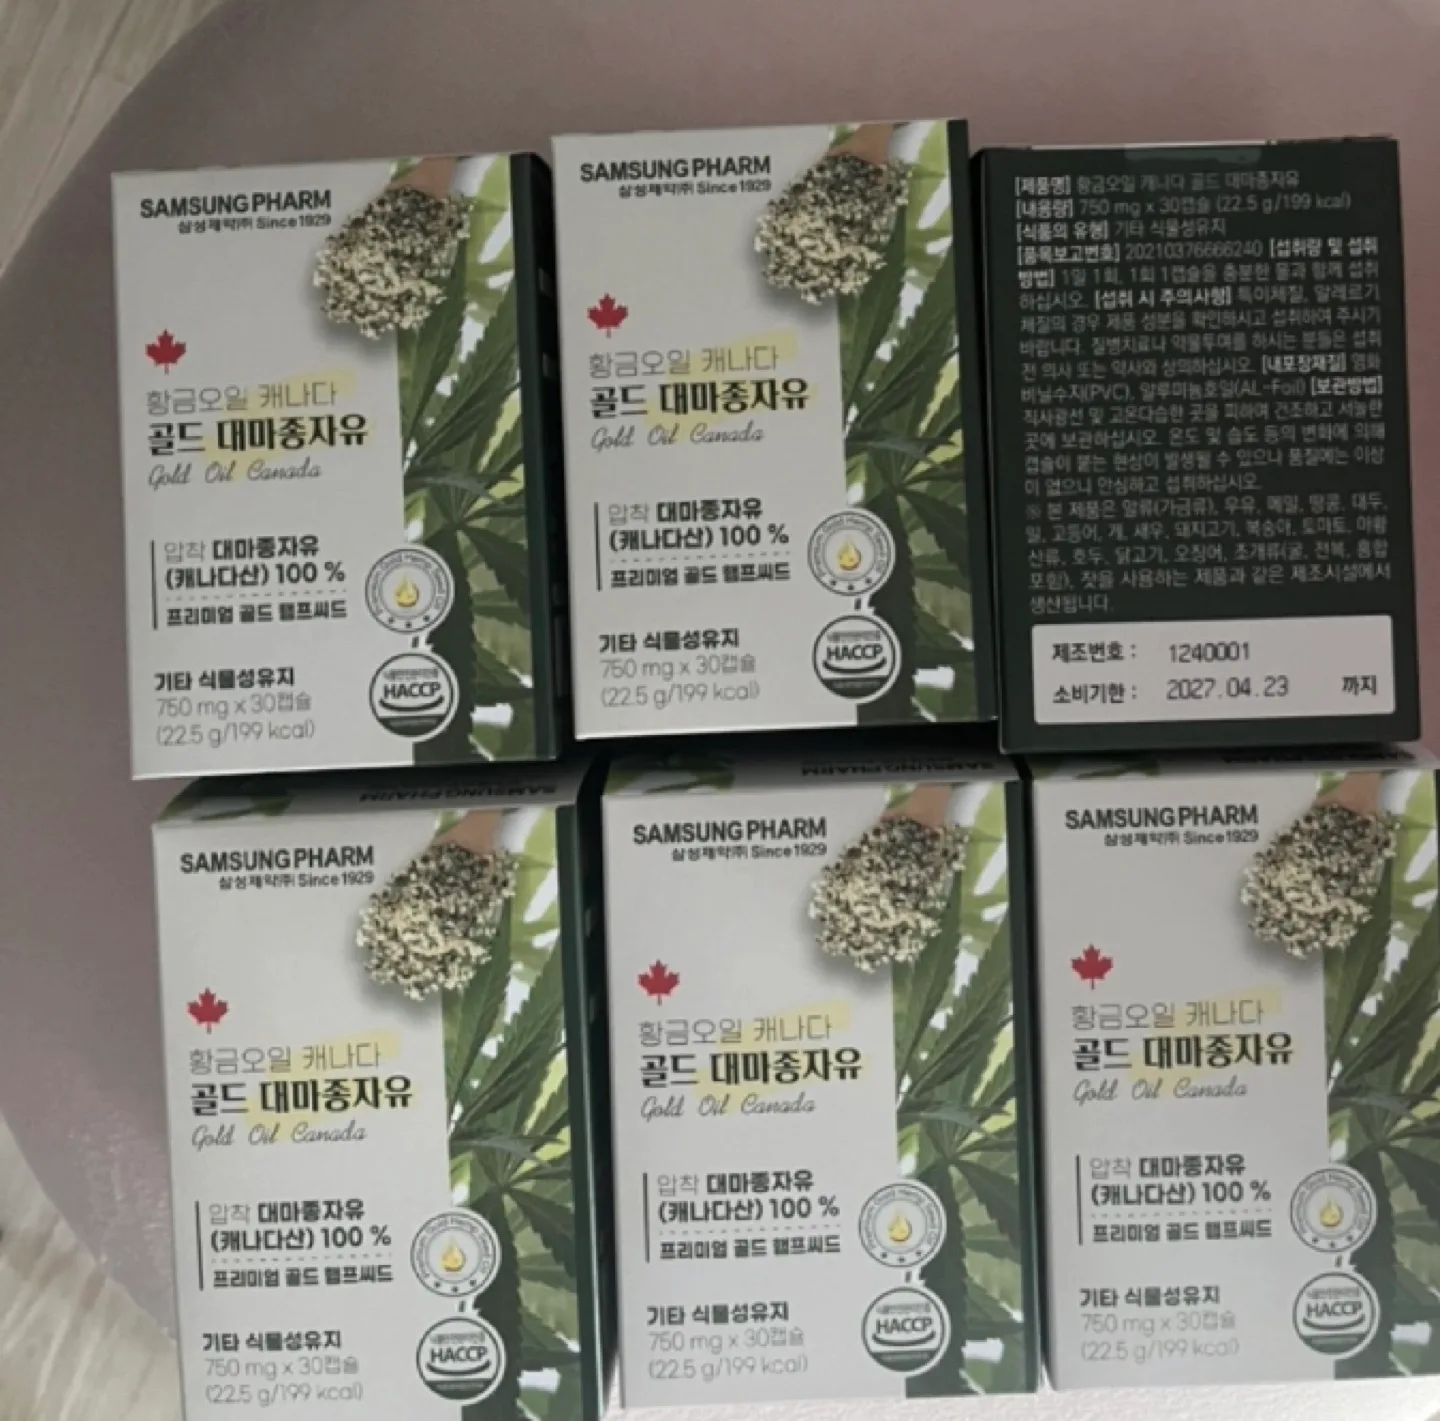 SAMSUNG PHARM
삼성제약(주) Since 1929
황금오일 캐나다
골드 대마종자유
Gold Oil Canada
압착 대마종자유
(캐나다산) 100 %
프리미엄 골드 햄프씨드
기타 식물성유지
750 mg x 30캡슐
(22.5 g/199 kcal)
HACCP
SAMSUNG PHARM
삼성제약(주) Since 1929
황금오일 캐나다
골드 대마종자유
Gold Oil Canada
압착 대마종자유
(캐나다산) 100 %
프리미엄 골드 햄프씨드
기타 식물성유지
750 mg x 30캡슐
(22.5 g/199 kcal)
HACCP
[제품명] 황금오일 캐나다 골드 대마종자유
[내용량] 750 mg x 30캡슐 (22.5 g/199 kcal)
[식품의 유형] 기타 식물성유지
[품목보고번호] 20210376666240 [섭취량 및 섭취
방법] 1일 1회, 1회 1캡슐을 충분한 물과 함께 섭취
하십시오. [섭취 시 주의사항] 특이체질, 알레르기
체질의 경우 제품 성분을 확인하시고 섭취하여 주시기
바랍니다. 질병치료나 약물투여를 하시는 분들은 섭취
전 의사 또는 약사와 상의하십시오. [내포장재질] 염화
비닐수지(PVC), 알루미늄호일(AL-Foil) [보관방법]
직사광선 및 고온다습한 곳을 피하며 건조하고 서늘한
곳에 보관하십시오. 온도 및 습도 등의 변화에 의해
캡슐이 붙는 현상이 발생될 수 있으나 품질에는 이상
이 없으니 안심하고 섭취하십시오.
※ 본 제품은 알류(가금류), 우유, 메밀, 땅콩, 대두,
밀, 고등어, 게, 새우, 돼지고기, 복숭아, 토마토, 아황
산류, 호두, 닭고기, 오징어, 조개류(굴, 전복, 홍합
포함), 잣을 사용하는 제품과 같은 제조시설에서
생산됩니다.
제조번호 : 1240001
소비기한 : 2027.04.23 까지
SAMSUNG PHARM
삼성제약(주) Since 1929
황금오일 캐나다
골드 대마종자유
Gold Oil Canada
압착 대마종자유
(캐나다산) 100 %
프리미엄 골드 햄프씨드
기타 식물성유지
750 mg x 30캡슐
(22.5 g/199 kcal)
HACCP
SAMSUNG PHARM
SAMSUNG PHARM
삼성제약(주) Since 1929
황금오일 캐나다
골드 대마종자유
Gold Oil Canada
압착 대마종자유
(캐나다산) 100 %
프리미엄 골드 햄프씨드
기타 식물성유지
750 mg x 30캡슐
(22.5 g/199 kcal)
HACCP
SAMSUNG PHARM
삼성제약(주) Since 1929
황금오일 캐나다
골드 대마종자유
Gold Oil Canada
압착 대마종자유
(캐나다산) 100 %
프리미엄 골드 햄프씨드
기타 식물성유지
750 mg x 30캡슐
(22.5 g/199 kcal)
HACCP